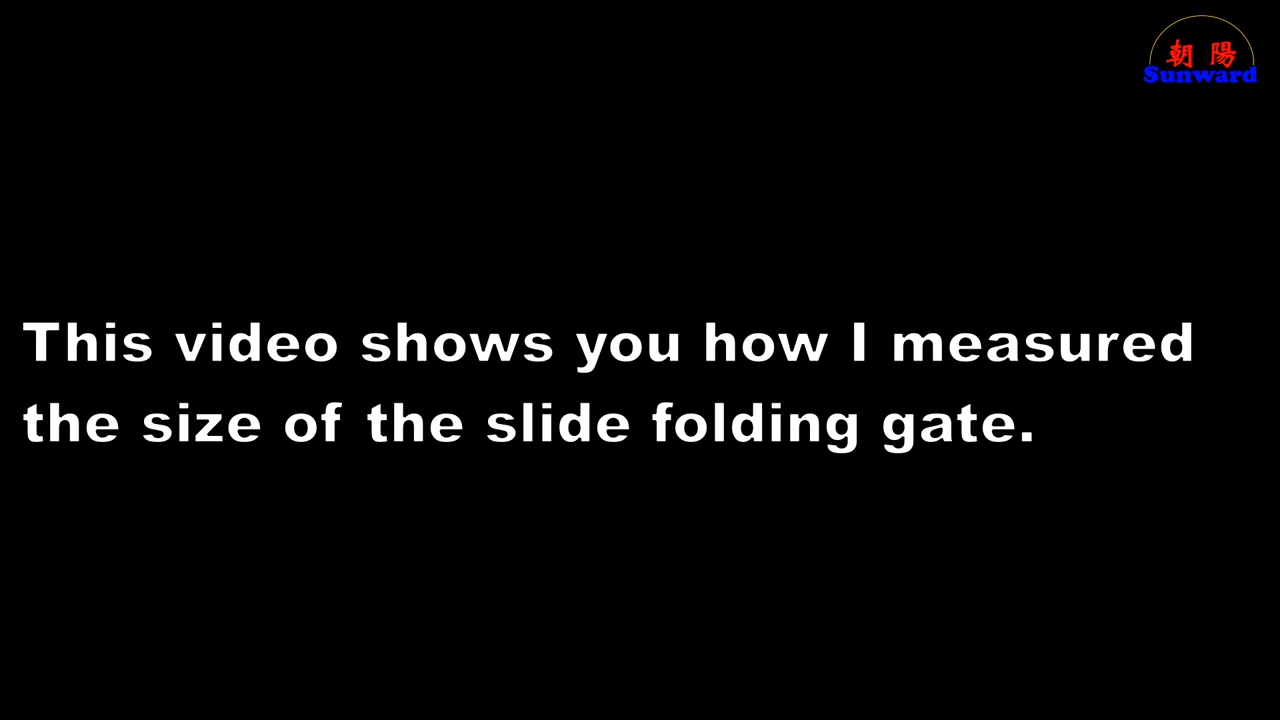 朝陽
Sunward
This video shows you how I measured
the size of the slide folding gate.